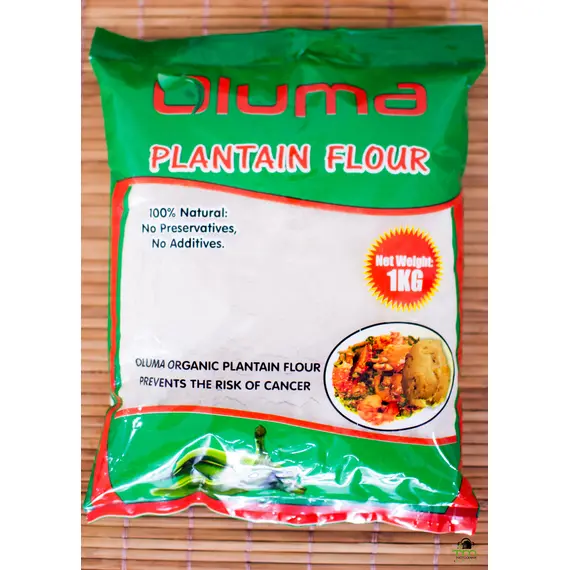 Oluma
PLANTAIN FLOUR
100% Natural:
No Preservatives,
No Additives.
Net Weight:
1KG
OLUMA ORGANIC PLANTAIN FLOUR
PREVENTS THE RISK OF CANCER